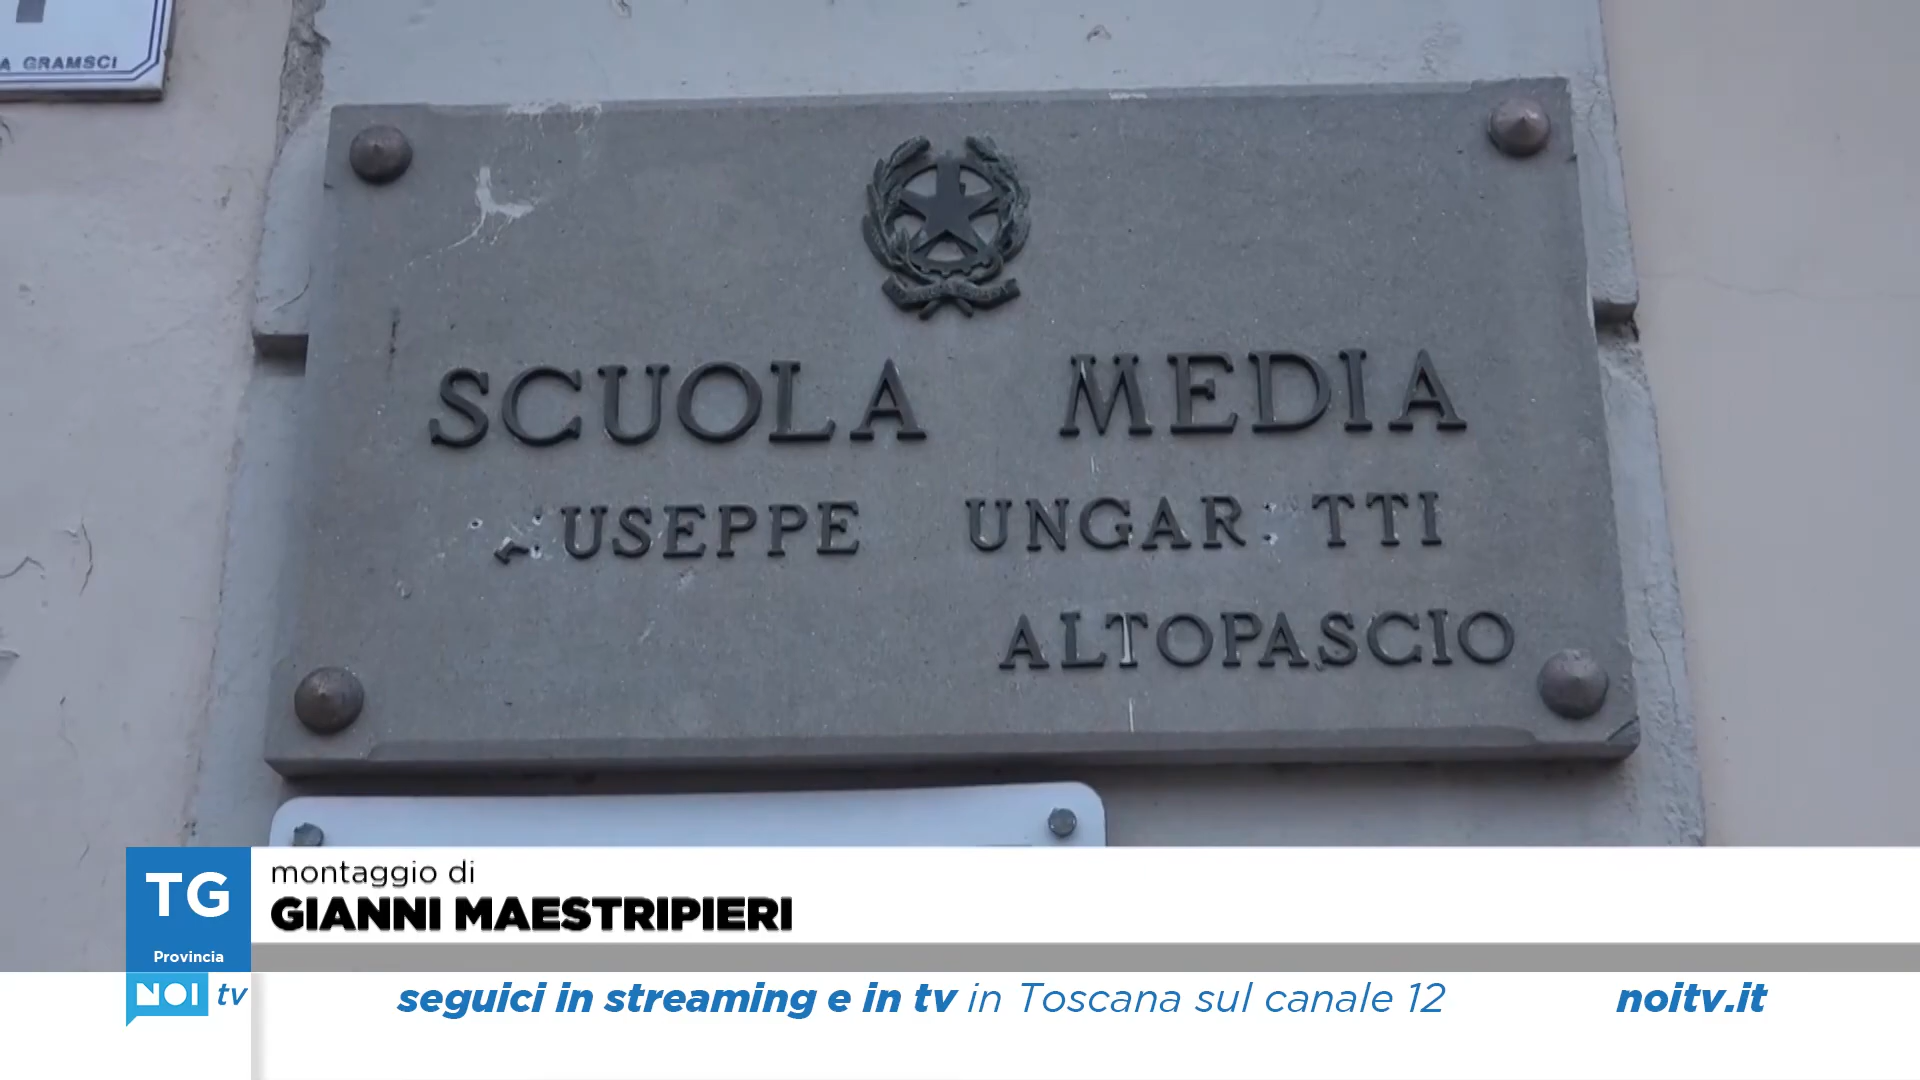 A GRAMSCI
SCUOLA MEDIA
USEPPE UNGAR TTI
ALTOPASCIO
TG
Provincia
montaggio di
GIANNI MAESTRIPIERI
NOI tv
seguici in streaming e in tv in Toscana sul canale 12
noitv.it